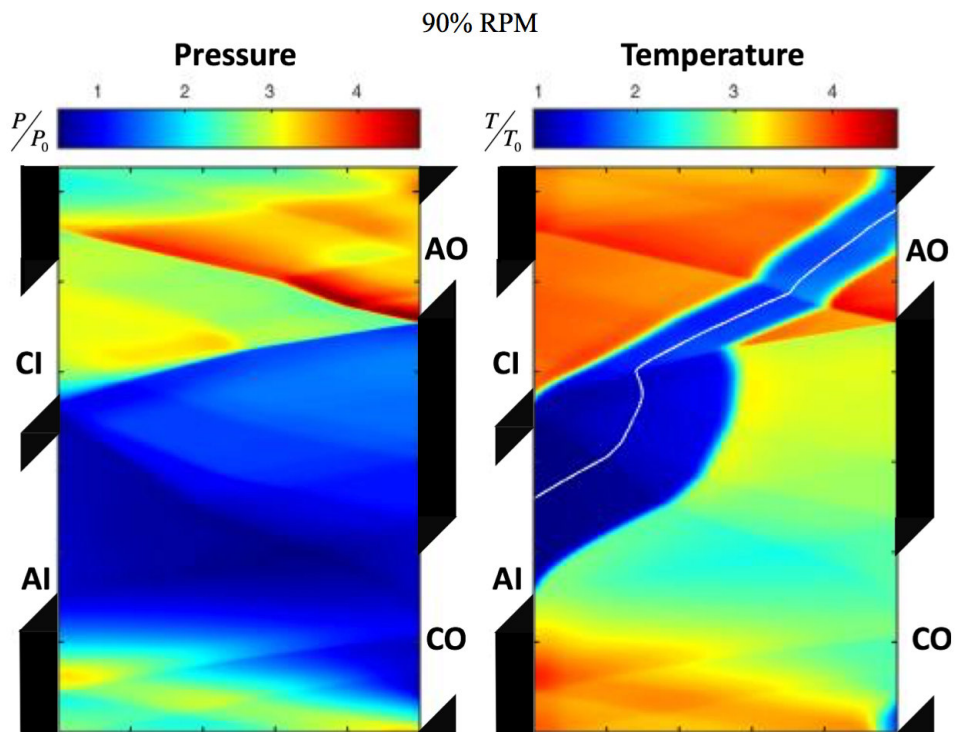 90% RPM
Pressure Temperature
1 2 3 4 1 2 3 4
P/P₀ T/T₀
AO AO
CI CI
AI AI
CO CO